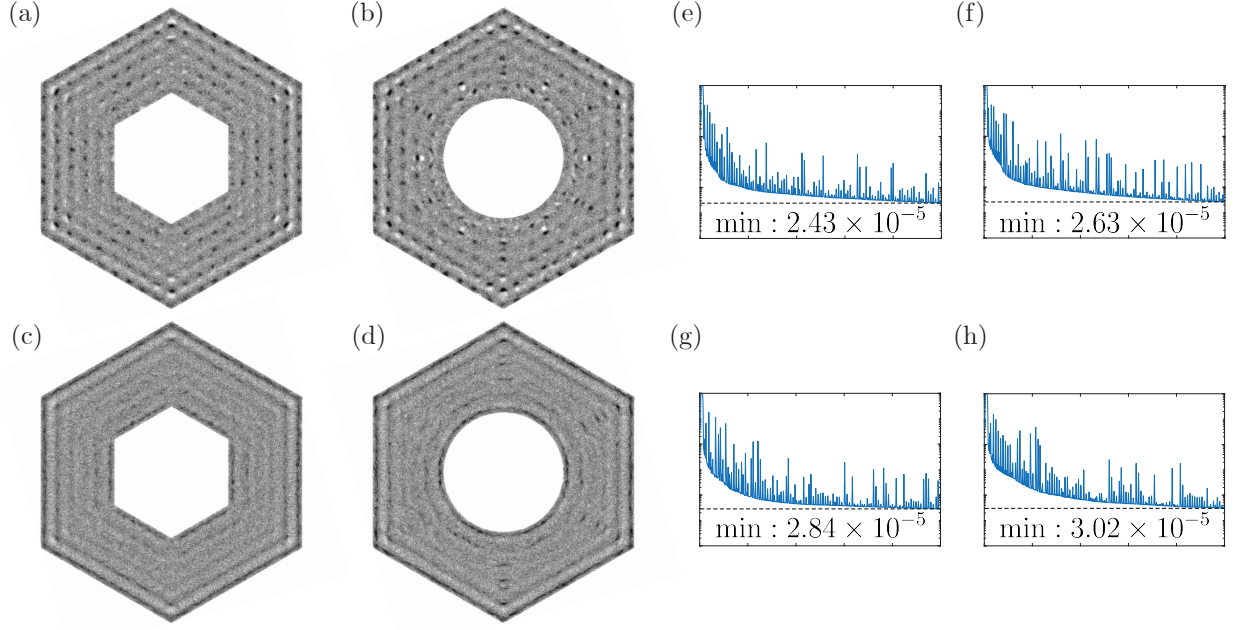 (a)
(b)
(e)
(f)
min : 2.43 × 10⁻⁵
min : 2.63 × 10⁻⁵
(c)
(d)
(g)
(h)
min : 2.84 × 10⁻⁵
min : 3.02 × 10⁻⁵